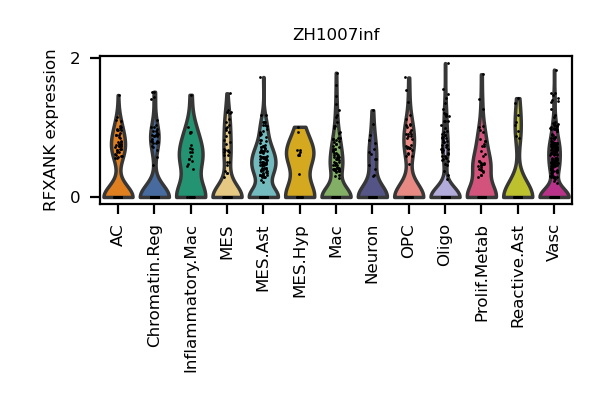 ZH1007inf
RFXANK expression
2
0
AC
Chromatin.Reg
Inflammatory.Mac
MES
MES.Ast
MES.Hyp
Mac
Neuron
OPC
Oligo
Prolif.Metab
Reactive.Ast
Vasc